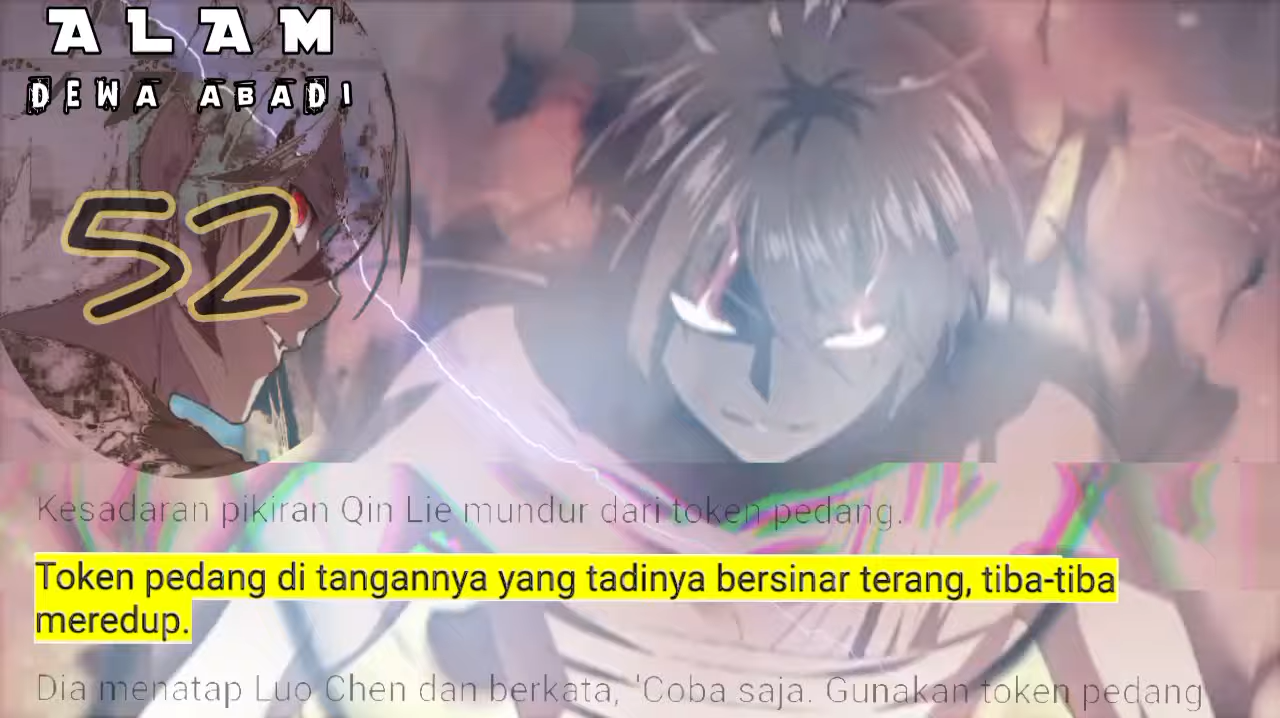 ALAM
DEWA ABADI
52
Kesadaran pikiran Qin Lie mundur dari token pedang.
Token pedang di tangannya yang tadinya bersinar terang, tiba-tiba
meredup.
Dia menatap Luo Chen dan berkata, 'Coba saja. Gunakan token pedang